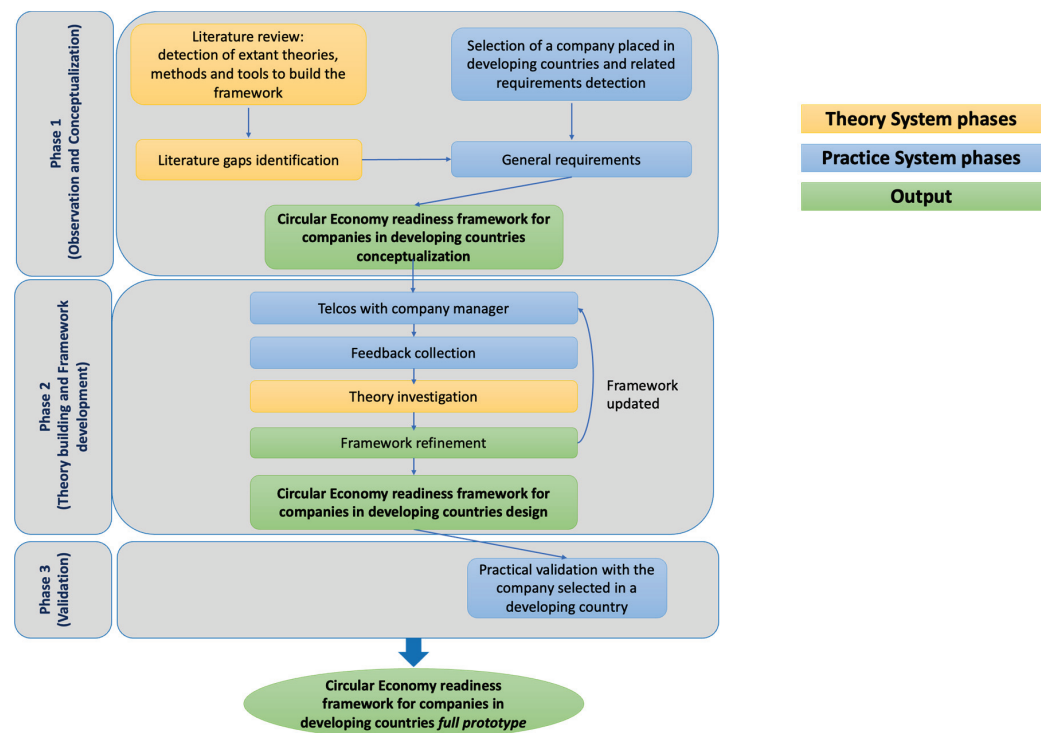 Phase 1
(Observation and Conceptualization)
Literature review:
detection of extant theories,
methods and tools to build the
framework
Selection of a company placed in
developing countries and related
requirements detection
Literature gaps identification
General requirements
Circular Economy readiness framework for
companies in developing countries
conceptualization
Theory System phases
Practice System phases
Output
Phase 2
(Theory building and Framework
development)
Telcos with company manager
Feedback collection
Theory investigation
Framework refinement
Framework
updated
Circular Economy readiness framework for
companies in developing countries design
Phase 3
(Validation)
Practical validation with the
company selected in a
developing country
Circular Economy readiness
framework for companies in
developing countries full prototype